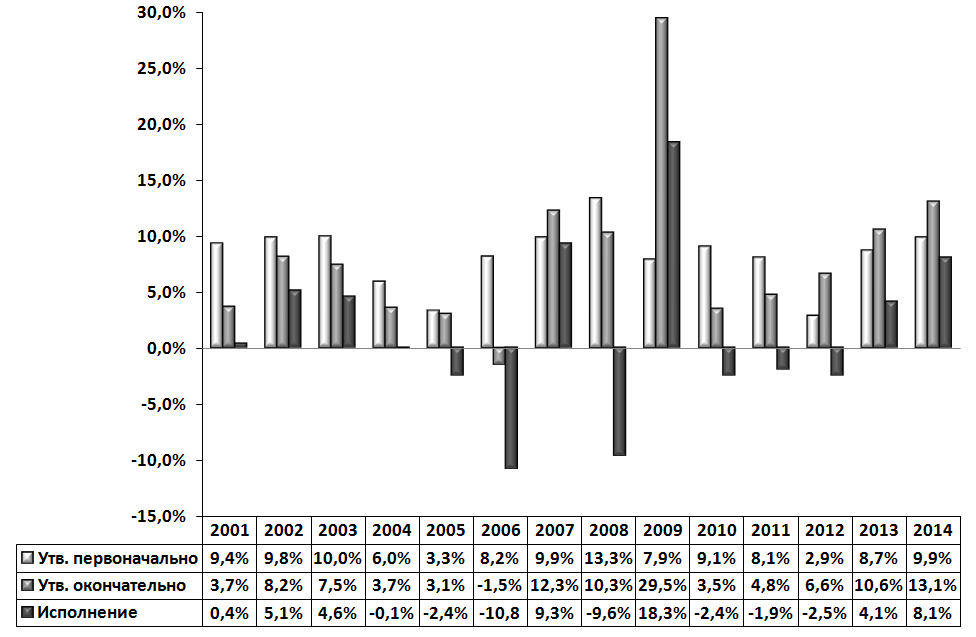 30,0%
25,0%
20,0%
15,0%
10,0%
5,0%
0,0%
-5,0%
-10,0%
-15,0%
2001 2002 2003 2004 2005 2006 2007 2008 2009 2010 2011 2012 2013 2014
Утв. первоначально 9,4% 9,8% 10,0% 6,0% 3,3% 8,2% 9,9% 13,3% 7,9% 9,1% 8,1% 2,9% 8,7% 9,9%
Утв. окончательно 3,7% 8,2% 7,5% 3,7% 3,1% -1,5% 12,3% 10,3% 29,5% 3,5% 4,8% 6,6% 10,6% 13,1%
Исполнение 0,4% 5,1% 4,6% -0,1% -2,4% -10,8 9,3% -9,6% 18,3% -2,4% -1,9% -2,5% 4,1% 8,1%